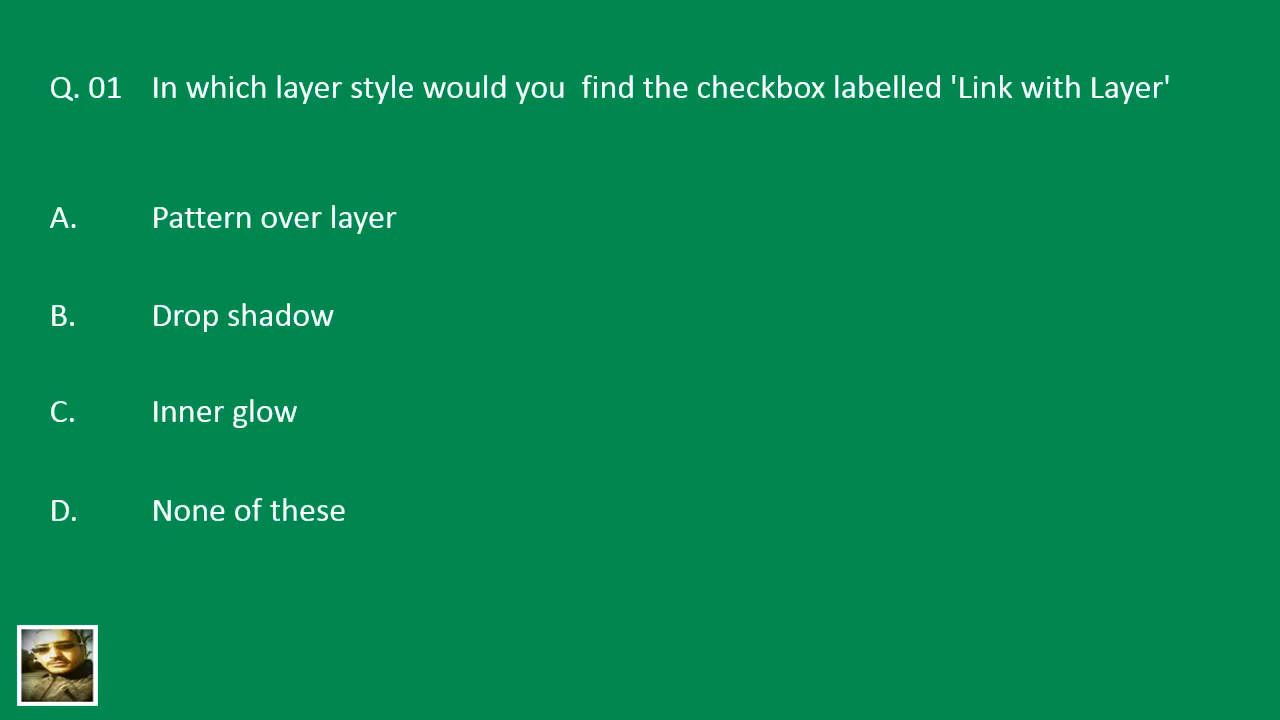 Q. 01 In which layer style would you find the checkbox labelled 'Link with Layer'
A. Pattern over layer
B. Drop shadow
C. Inner glow
D. None of these